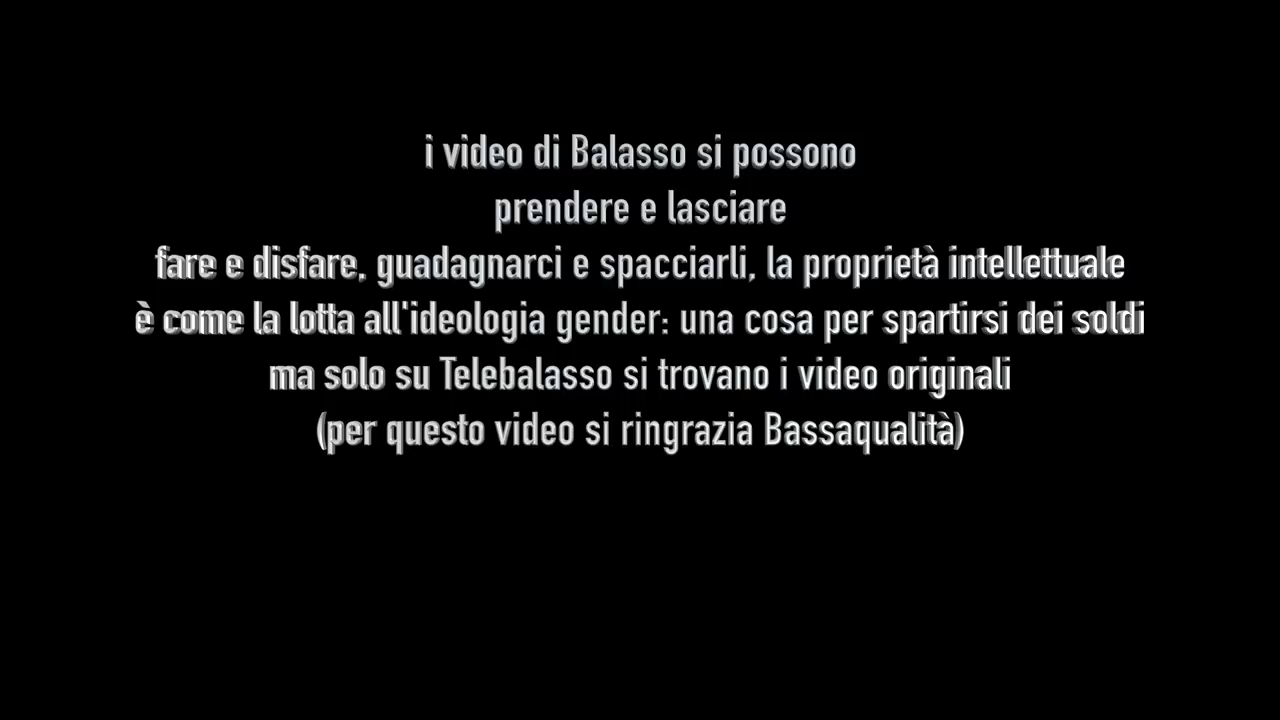 i video di Balasso si possono
prendere e lasciare
fare e disfare, guadagnarci e spacciarli, la proprietà intellettuale
è come la lotta all'ideologia gender: una cosa per spartirsi dei soldi
ma solo su Telebalasso si trovano i video originali
(per questo video si ringrazia Bassaqualità)